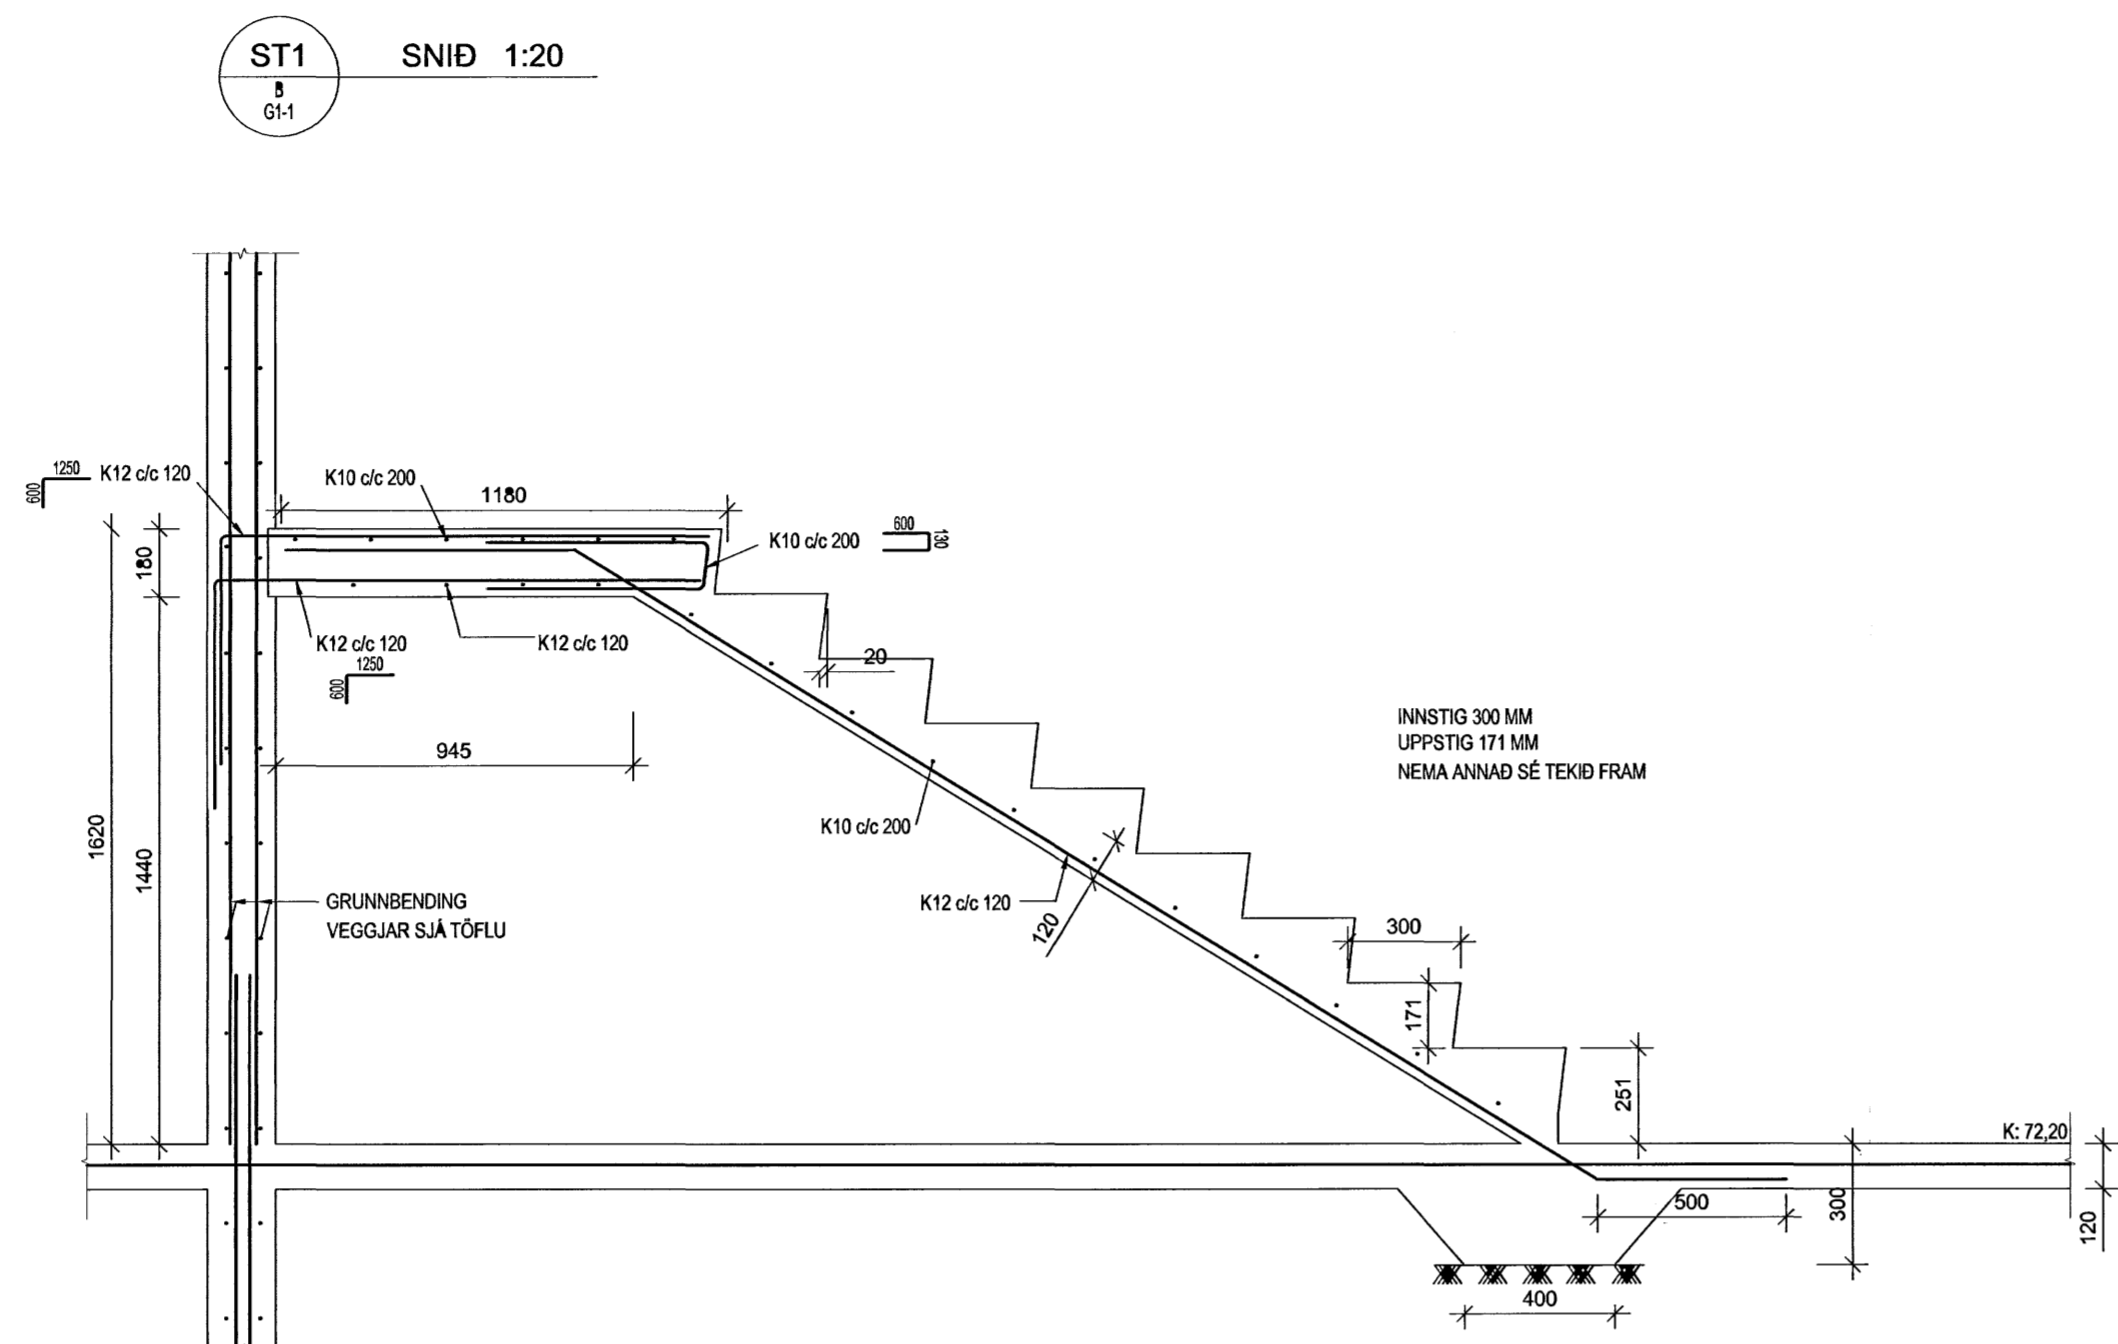 ST1
B
G1-1
SNIÐ 1:20
1250
600
K12 c/c 120
K10 c/c 200
1180
K10 c/c 200
600
130
180
K12 c/c 120
1250
600
K12 c/c 120
20
945
INNSTIG 300 MM
UPPSTIG 171 MM
NEMA ANNAÐ SÉ TEKIÐ FRAM
1620
1440
K10 c/c 200
K12 c/c 120
120
GRUNNBENDING
VEGGJAR SJÁ TÖFLU
300
171
251
K: 72,20
500
300
120
400